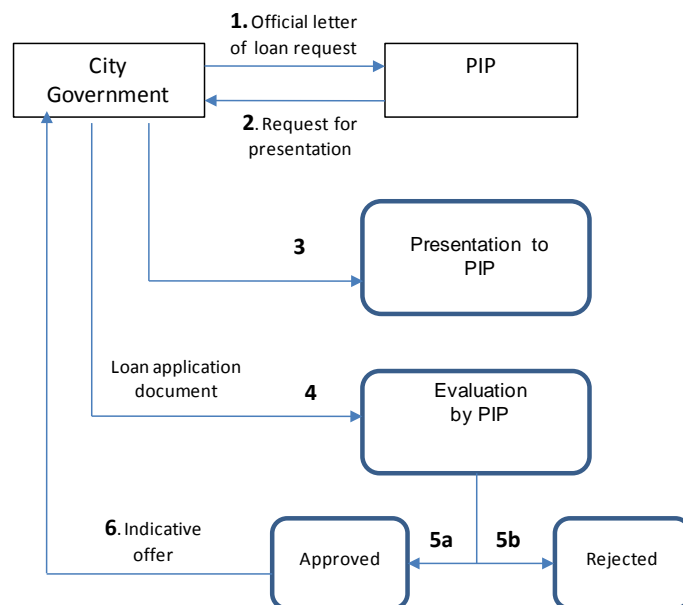 1. Official letter
of loan request
City
Government
PIP
2. Request for
presentation
3
Presentation to
PIP
Loan application
document
4
Evaluation
by PIP
6. Indicative
offer
Approved
5a
5b
Rejected